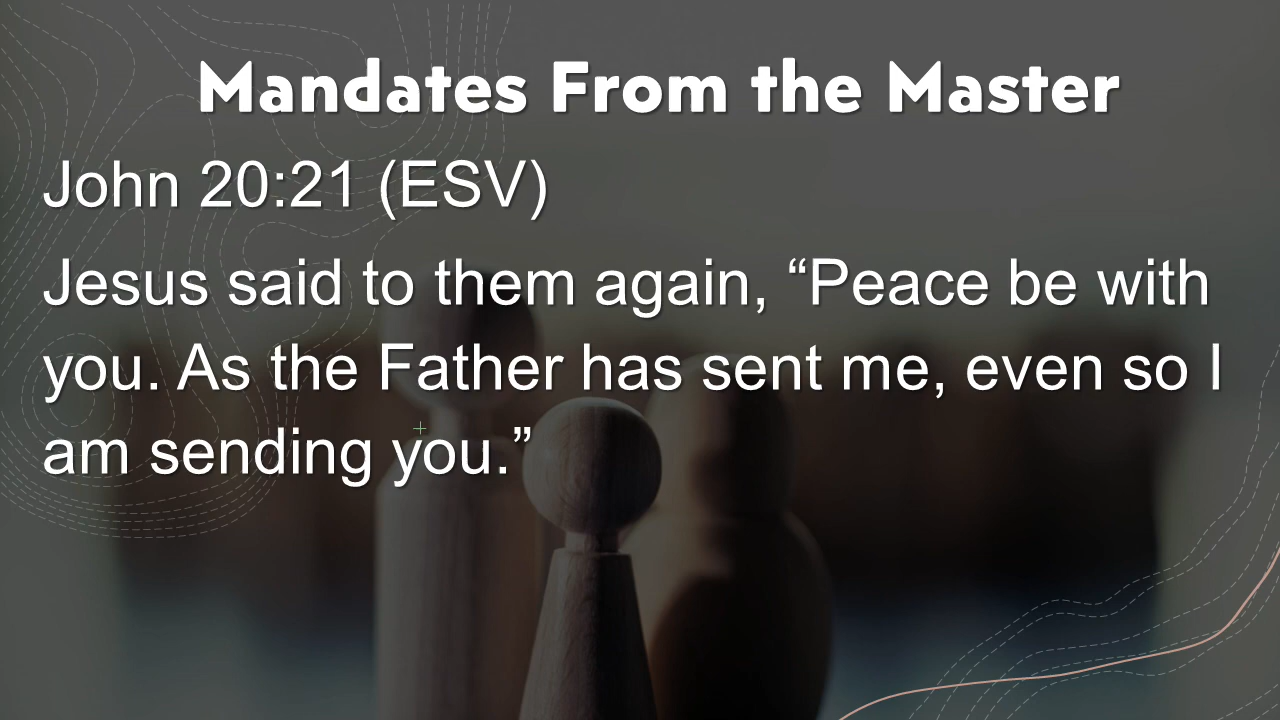 Mandates From the Master
John 20:21 (ESV)
Jesus said to them again, “Peace be with
you. As the Father has sent me, even so I
am sending you.”